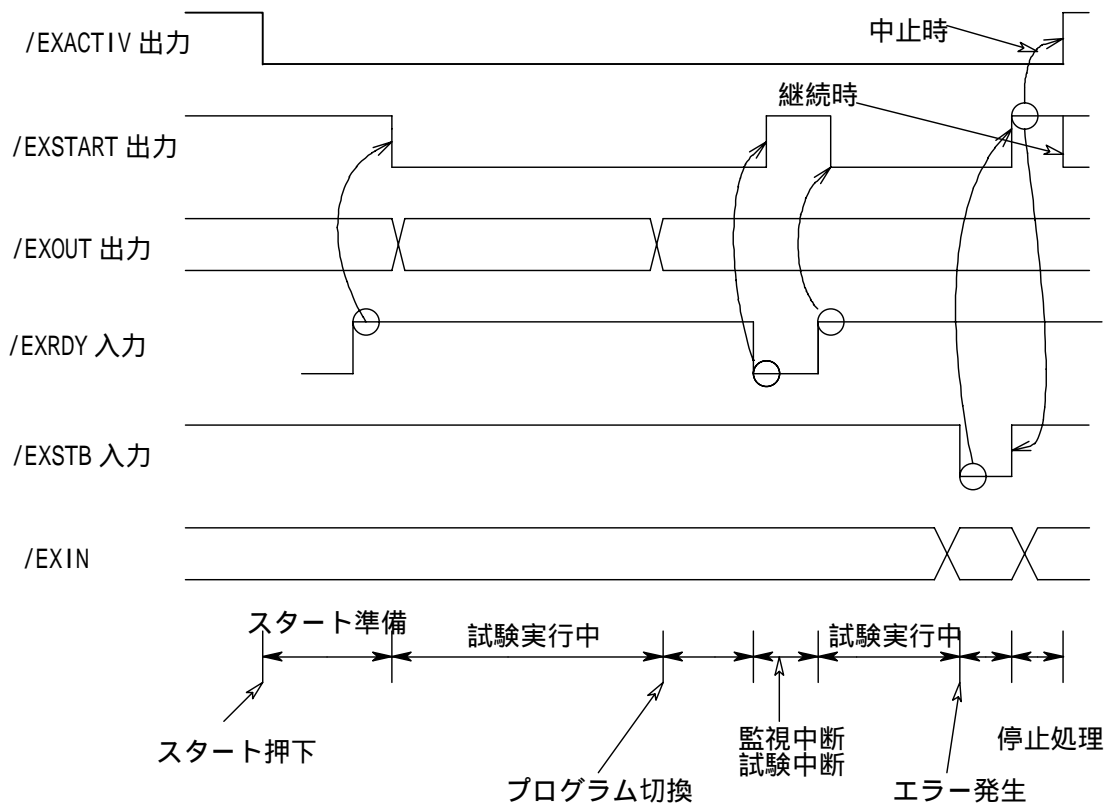 /EXACTIV 出力
中止時
継続時
/EXSTART 出力
/EXOUT 出力
/EXRDY 入力
/EXSTB 入力
/EXIN
スタート準備
試験実行中
試験実行中
スタート押下
プログラム切換
監視中断
試験中断
エラー発生
停止処理